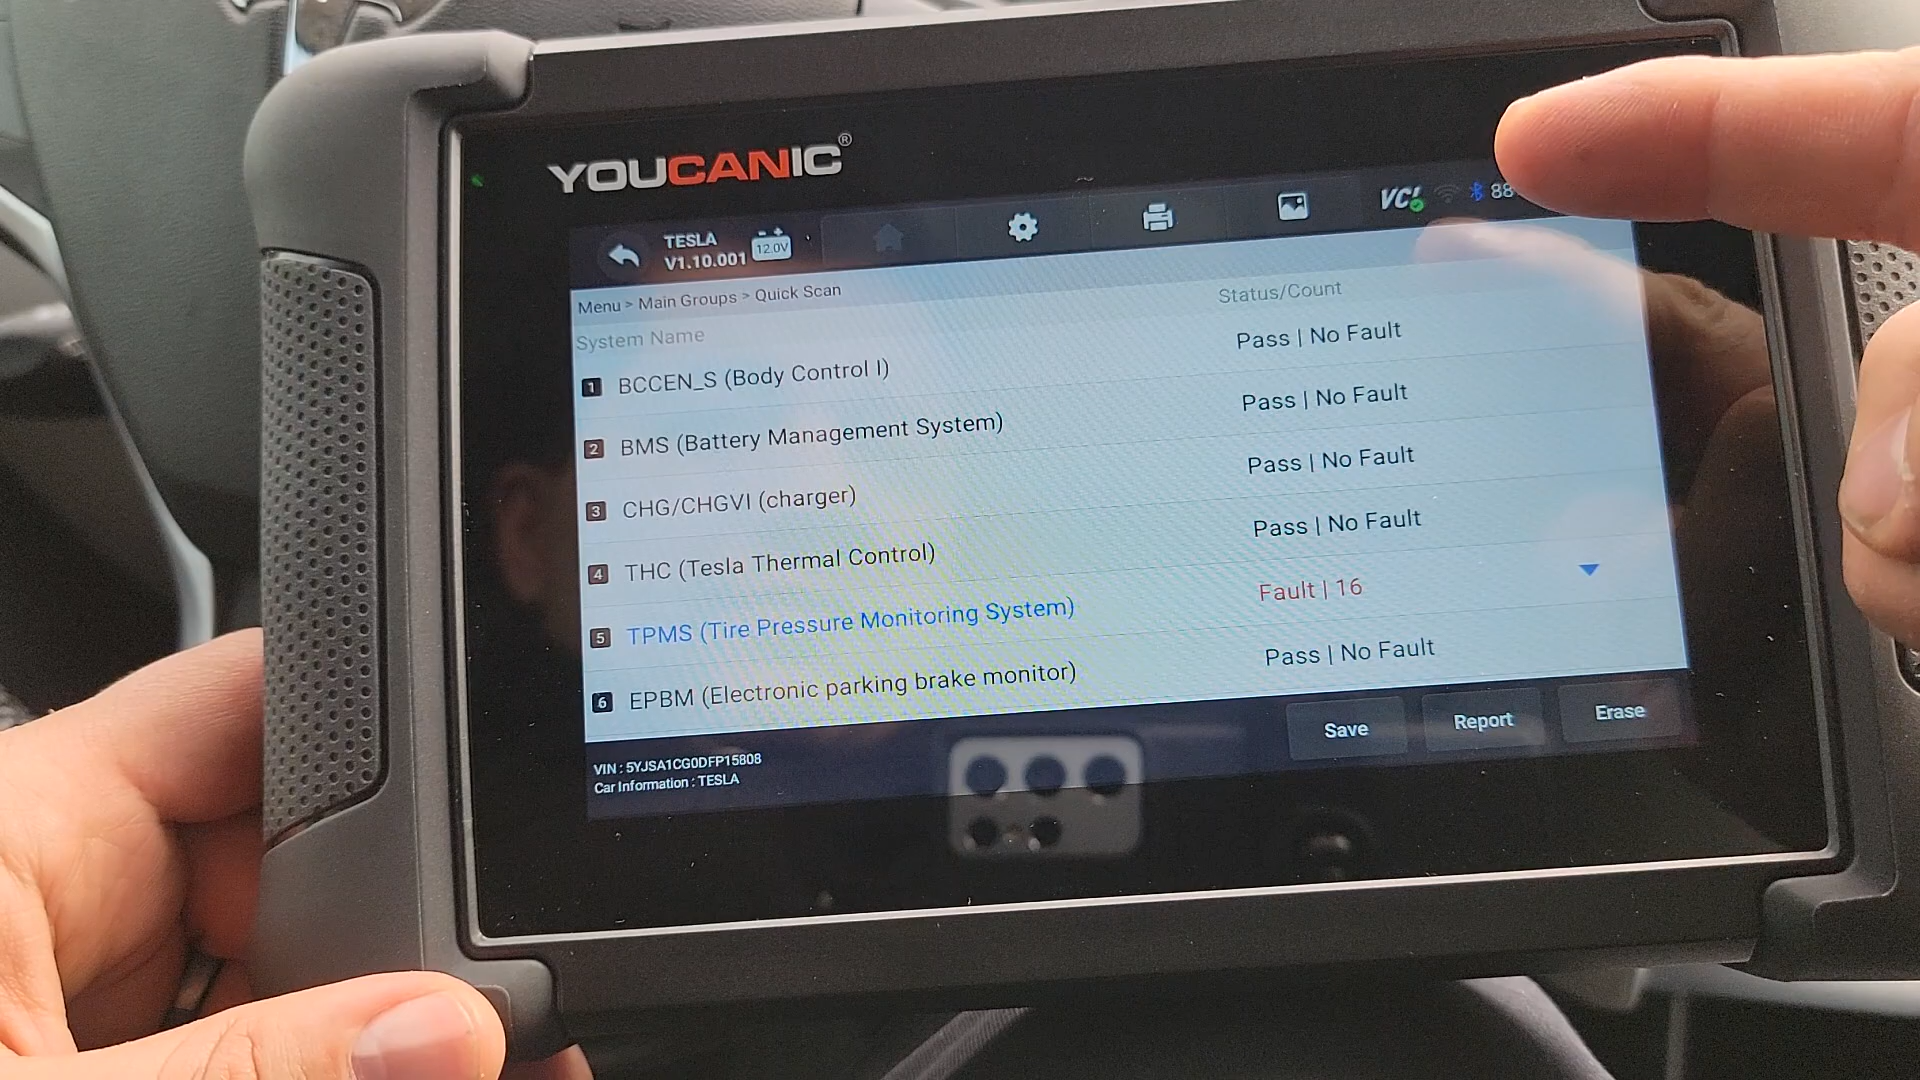 YOUCANIC®
TESLA
V1.10.001
12.0V
VCI
88
Menu > Main Groups > Quick Scan
System Name
Status/Count
1 BCCEN_S (Body Control I)
Pass | No Fault
2 BMS (Battery Management System)
Pass | No Fault
3 CHG/CHGVI (charger)
Pass | No Fault
4 THC (Tesla Thermal Control)
Pass | No Fault
5 TPMS (Tire Pressure Monitoring System)
Fault | 16
6 EPBM (Electronic parking brake monitor)
Pass | No Fault
Save
Report
Erase
VIN : 5YJSA1CG0DFP15808
Car Information : TESLA